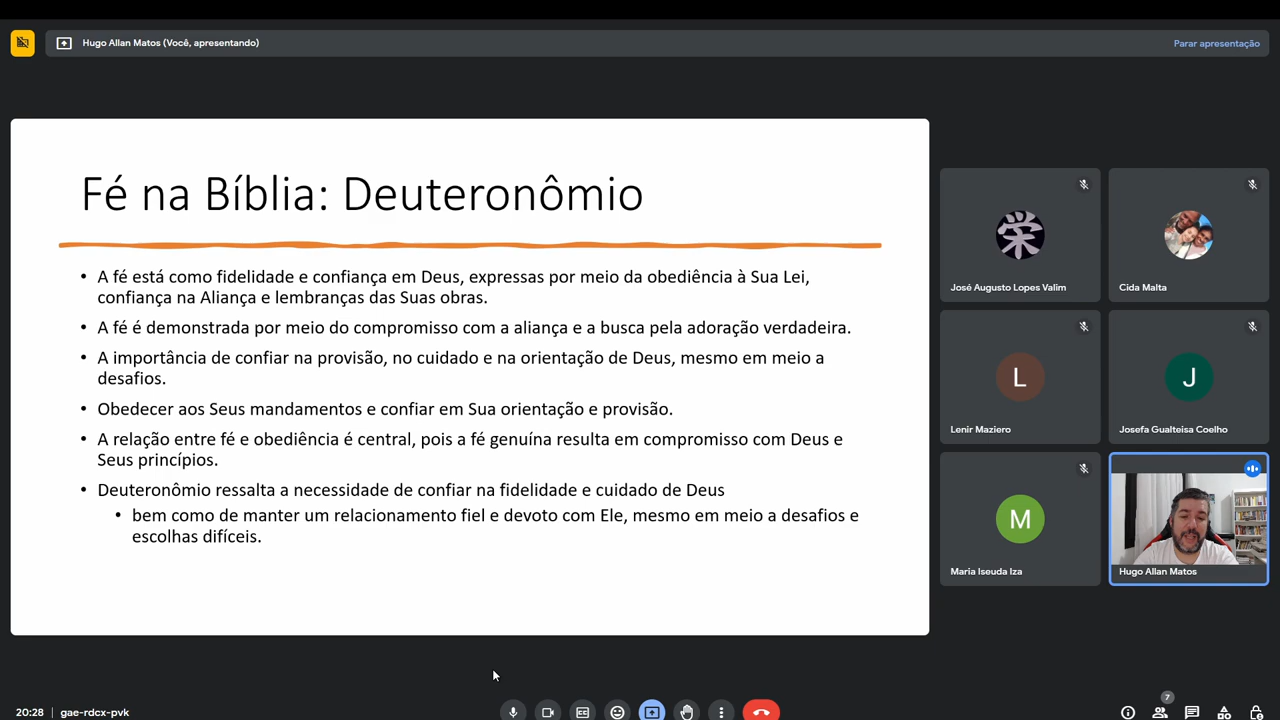 Hugo Allan Matos (Você, apresentando)
Parar apresentação
Fé na Bíblia: Deuteronômio
• A fé está como fidelidade e confiança em Deus, expressas por meio da obediência à Sua Lei,
confiança na Aliança e lembranças das Suas obras.
• A fé é demonstrada por meio do compromisso com a aliança e a busca pela adoração verdadeira.
• A importância de confiar na provisão, no cuidado e na orientação de Deus, mesmo em meio a
desafios.
• Obedecer aos Seus mandamentos e confiar em Sua orientação e provisão.
• A relação entre fé e obediência é central, pois a fé genuína resulta em compromisso com Deus e
Seus princípios.
• Deuteronômio ressalta a necessidade de confiar na fidelidade e cuidado de Deus
• bem como de manter um relacionamento fiel e devoto com Ele, mesmo em meio a desafios e
escolhas difíceis.
栄
José Augusto Lopes Valim
Cida Malta
L
Lenir Maziero
J
Josefa Gualteisa Coelho
M
Maria Iseuda Iza
Hugo Allan Matos
20:28 | gae-rdcx-pvk
7